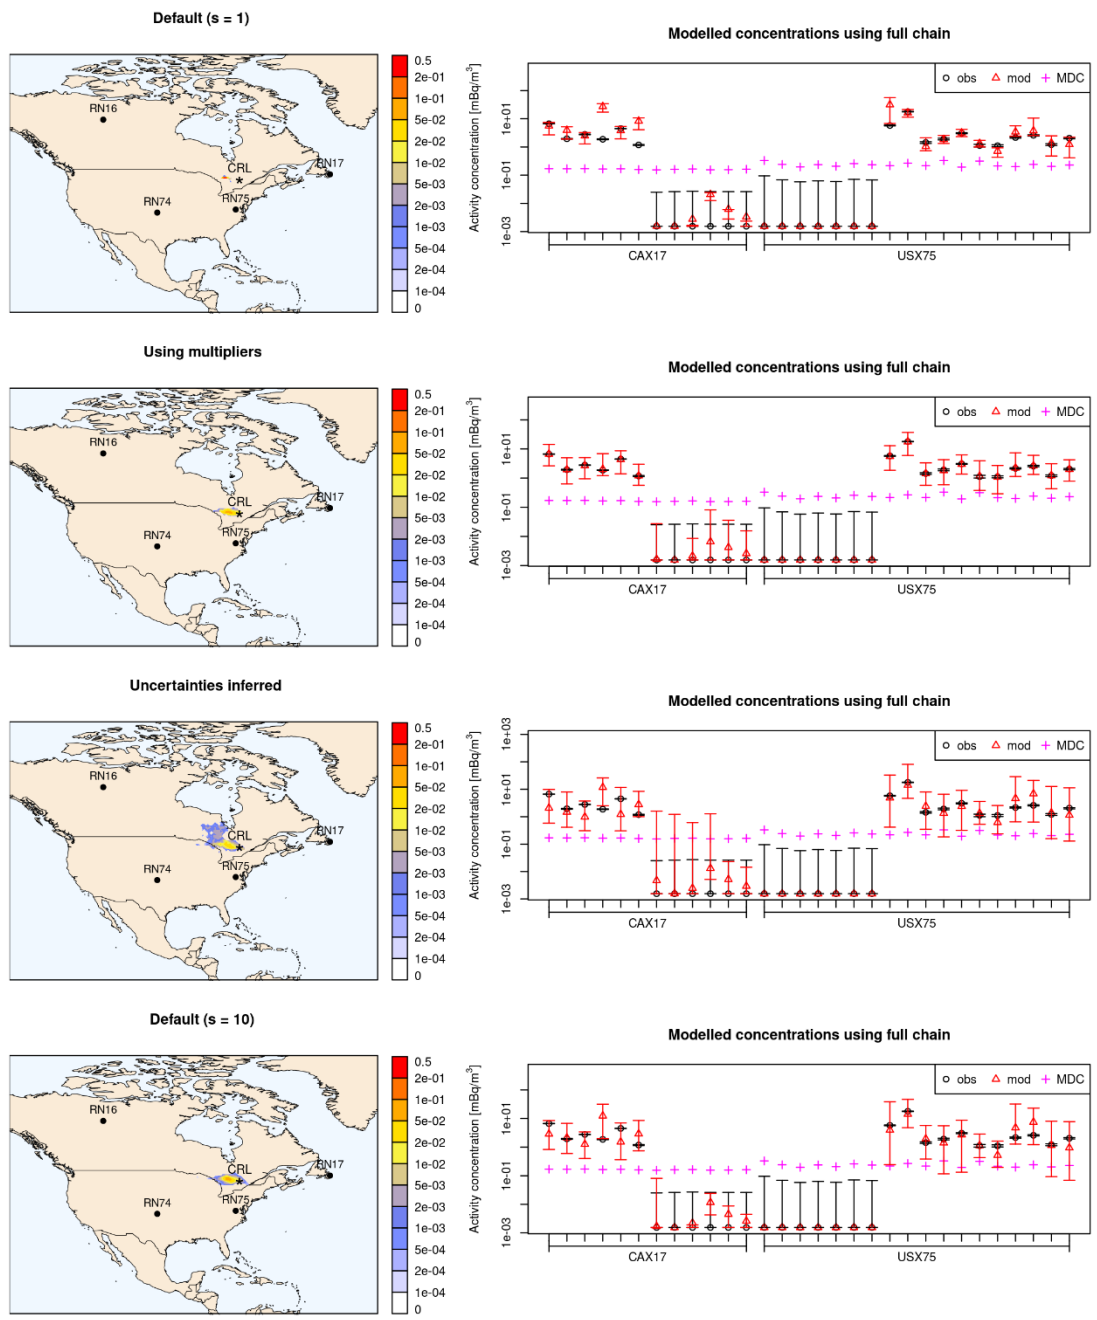 Default (s = 1)
0.5
2e-01
1e-01
5e-02
2e-02
1e-02
5e-03
2e-03
1e-03
5e-04
2e-04
1e-04
0
RN16
CRL
RN17
RN74
RN75
Modelled concentrations using full chain
Activity concentration [mBq/m³]
1e+01
1e-01
1e-03
obs mod MDC
CAX17 USX75
Using multipliers
0.5
2e-01
1e-01
5e-02
2e-02
1e-02
5e-03
2e-03
1e-03
5e-04
2e-04
1e-04
0
RN16
CRL
RN17
RN74
RN75
Modelled concentrations using full chain
Activity concentration [mBq/m³]
1e+01
1e-01
1e-03
obs mod MDC
CAX17 USX75
Uncertainties inferred
0.5
2e-01
1e-01
5e-02
2e-02
1e-02
5e-03
2e-03
1e-03
5e-04
2e-04
1e-04
0
RN16
CRL
RN17
RN74
RN75
Modelled concentrations using full chain
Activity concentration [mBq/m³]
1e+03
1e+01
1e-01
1e-03
obs mod MDC
CAX17 USX75
Default (s = 10)
0.5
2e-01
1e-01
5e-02
2e-02
1e-02
5e-03
2e-03
1e-03
5e-04
2e-04
1e-04
0
RN16
CRL
RN17
RN74
RN75
Modelled concentrations using full chain
Activity concentration [mBq/m³]
1e+01
1e-01
1e-03
obs mod MDC
CAX17 USX75